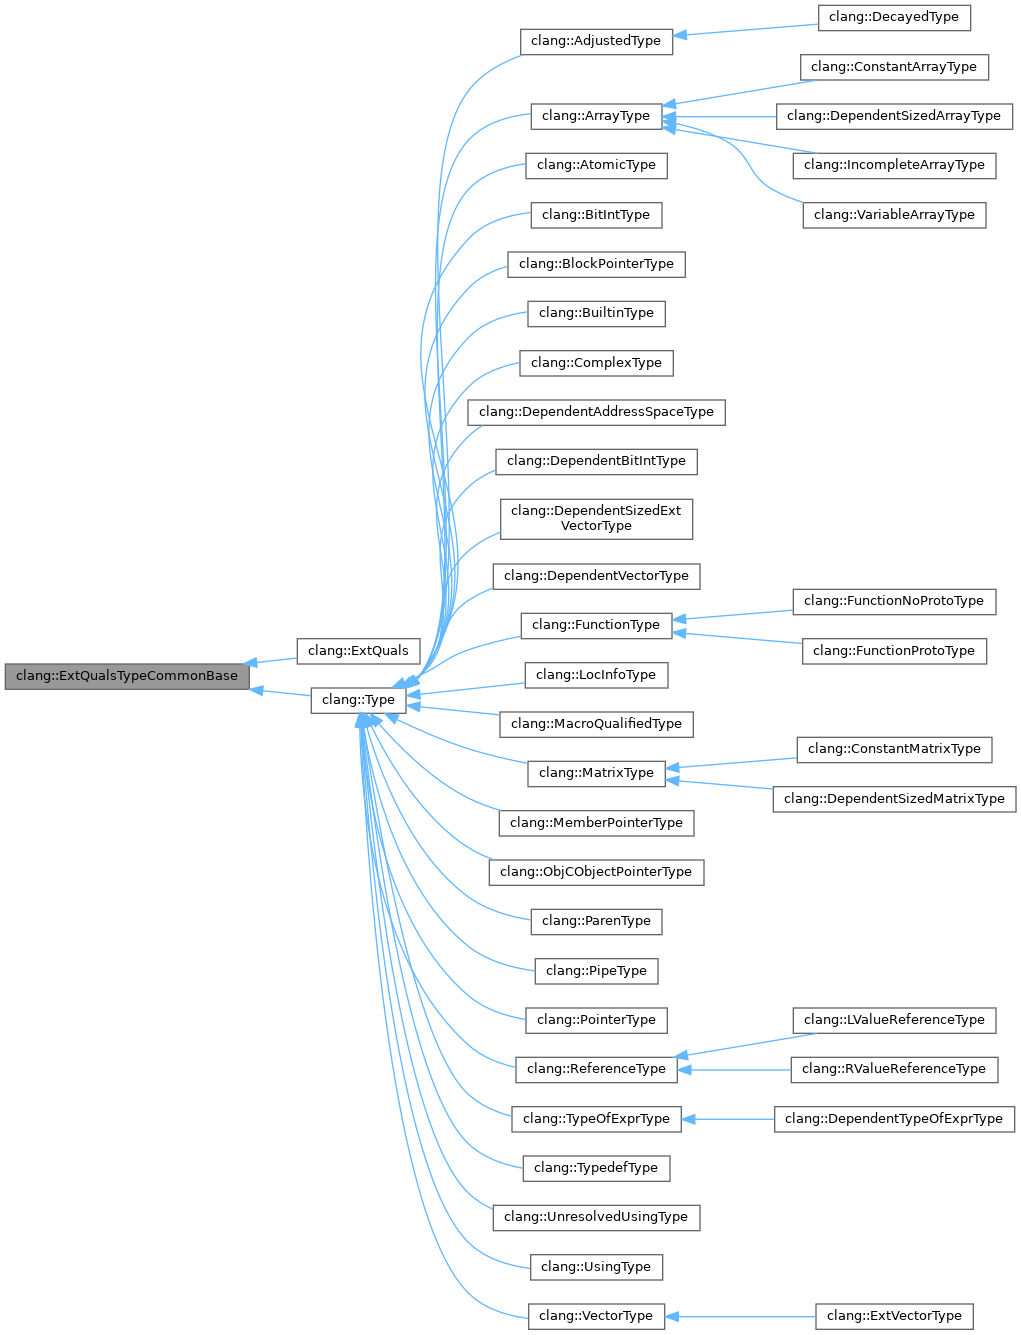 clang::DecayedType
clang::AdjustedType
clang::ConstantArrayType
clang::ArrayType
clang::DependentSizedArrayType
clang::AtomicType
clang::IncompleteArrayType
clang::BitIntType
clang::VariableArrayType
clang::BlockPointerType
clang::BuiltinType
clang::ComplexType
clang::DependentAddressSpaceType
clang::DependentBitIntType
clang::DependentSizedExt
VectorType
clang::DependentVectorType
clang::FunctionNoProtoType
clang::FunctionType
clang::ExtQuals
clang::FunctionProtoType
clang::ExtQualsTypeCommonBase
clang::LocInfoType
clang::Type
clang::MacroQualifiedType
clang::ConstantMatrixType
clang::MatrixType
clang::DependentSizedMatrixType
clang::MemberPointerType
clang::ObjCObjectPointerType
clang::ParenType
clang::PipeType
clang::PointerType
clang::LValueReferenceType
clang::ReferenceType
clang::RValueReferenceType
clang::TypeOfExprType
clang::DependentTypeOfExprType
clang::TypedefType
clang::UnresolvedUsingType
clang::UsingType
clang::VectorType
clang::ExtVectorType